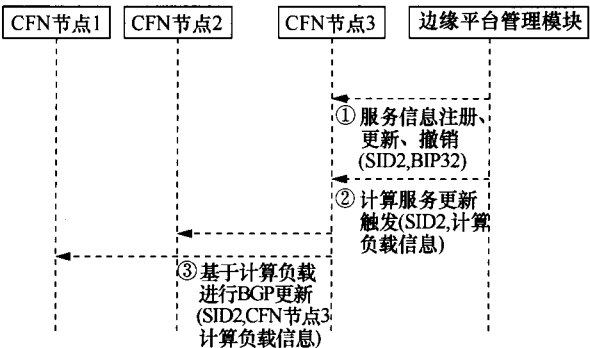 CFN节点1 CFN节点2 CFN节点3 边缘平台管理模块
①服务信息注册、
更新、撤销
(SID2,BIP32)
②计算服务更新
触发(SID2,计算
负载信息)
③基于计算负载
进行BGP更新
(SID2,CFN节点3
计算负载信息)